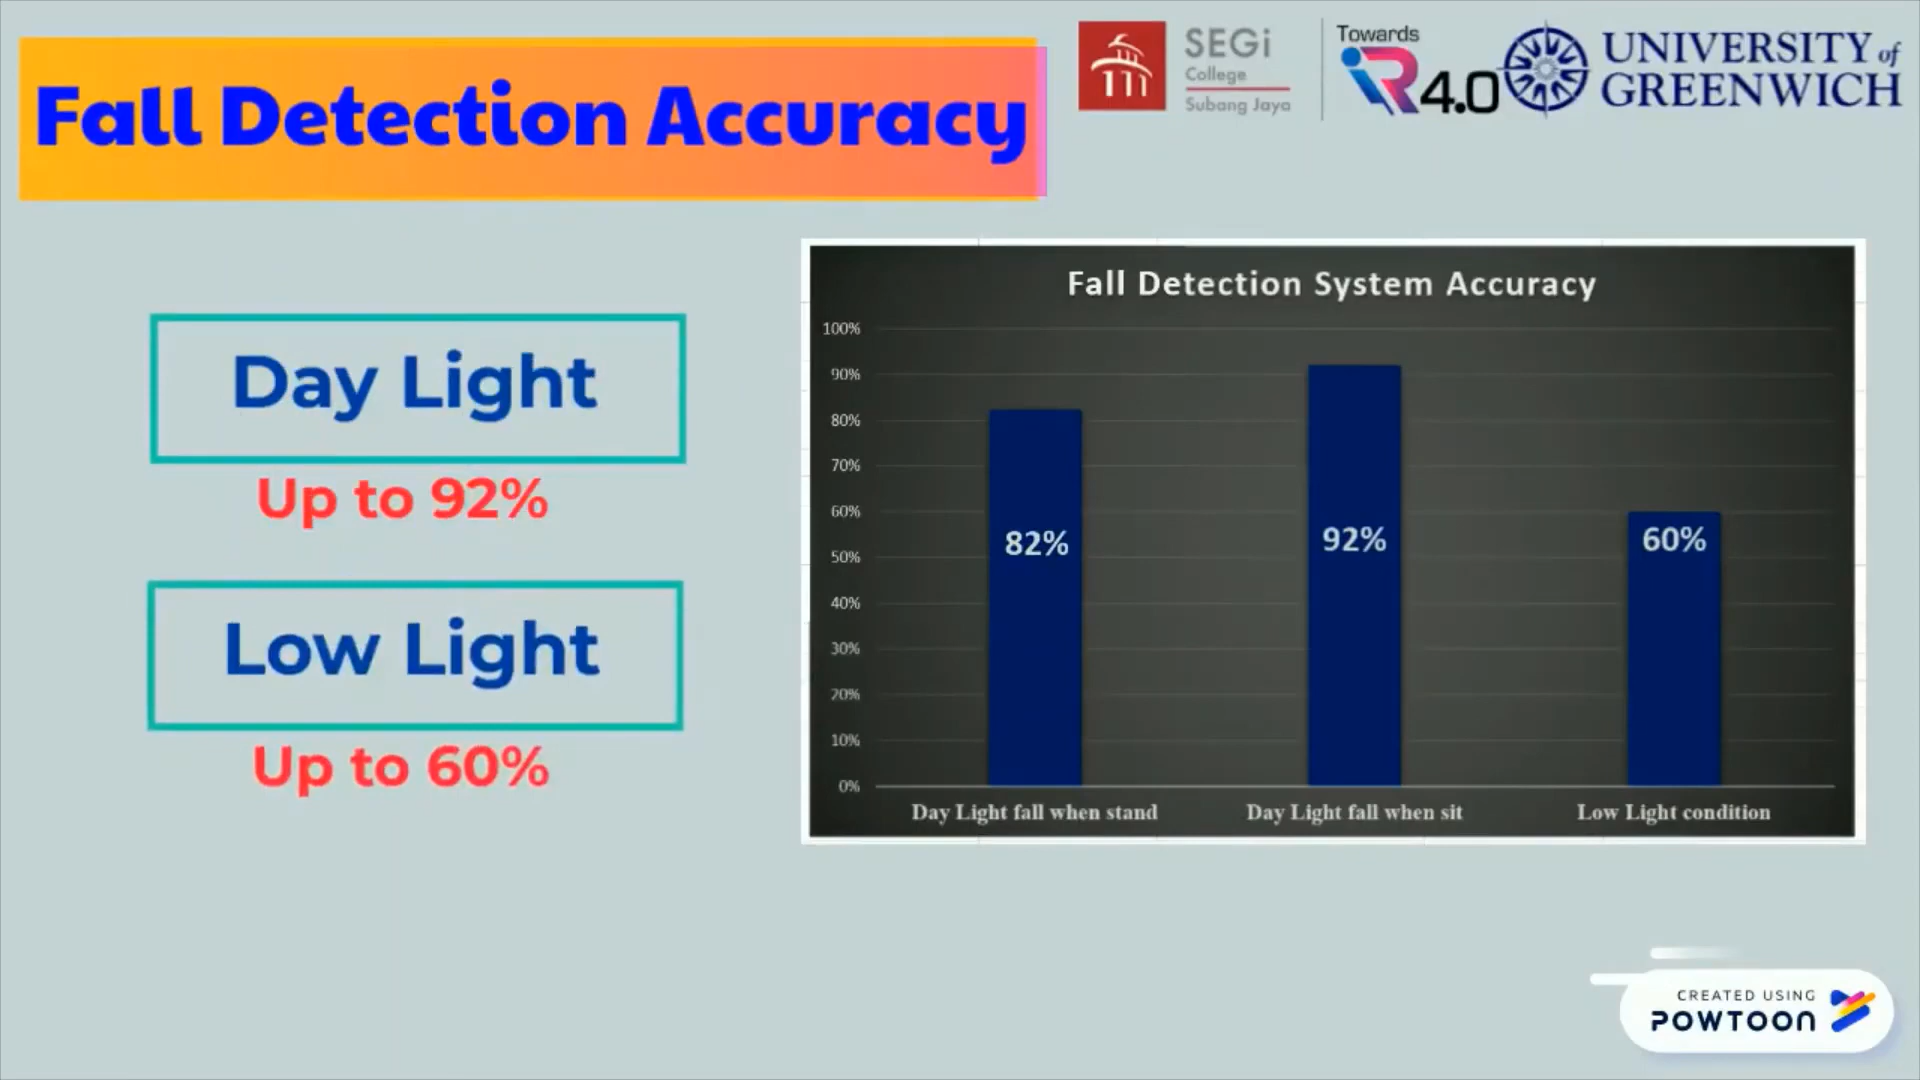 Fall Detection Accuracy
SEGi
College
Subang Jaya
Towards
iR4.0
UNIVERSITY of
GREENWICH
Day Light
Up to 92%
Low Light
Up to 60%
Fall Detection System Accuracy
100%
90%
80%
70%
60%
50%
40%
30%
20%
10%
0%
82%
92%
60%
Day Light fall when stand
Day Light fall when sit
Low Light condition
CREATED USING
POWTOON